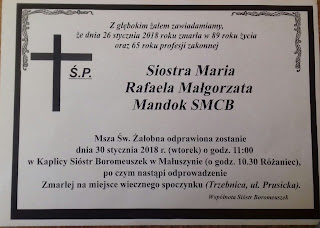 Z głębokim żalem zawiadamiamy,
że dnia 26 stycznia 2018 roku zmarła w 89 roku życia
oraz 65 roku profesji zakonnej
Ś.P.
Siostra Maria
Rafaela Małgorzata
Mandok SMCB
Msza Św. Żałobna odprawiona zostanie
dnia 30 stycznia 2018 r. (wtorek) o godz. 11:00
w Kaplicy Sióstr Boromeuszek w Małuszynie (o godz. 10.30 Różaniec),
po czym nastąpi odprowadzenie
Zmarłej na miejsce wiecznego spoczynku (Trzebnica, ul. Prusicka).
Wspólnota Sióstr Boromeuszek